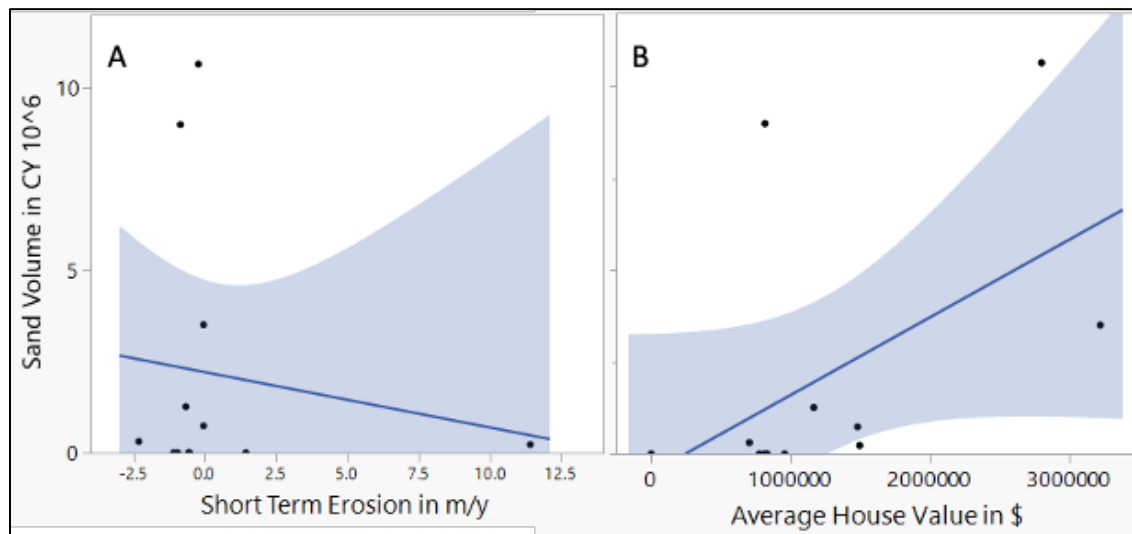 A
B
Sand Volume in CY 10^6
10
5
0
-2.5 0.0 2.5 5.0 7.5 10.0 12.5
0 1000000 2000000 3000000
Short Term Erosion in m/y
Average House Value in $